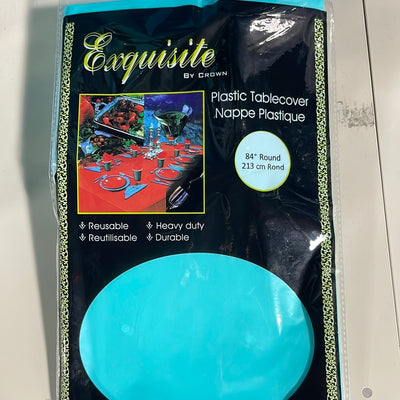 Exquisite
BY CROWN
Plastic Tablecover
Nappe Plastique
84" Round
213 cm Rond
Reusable
Reutilisable
Heavy duty
Durable